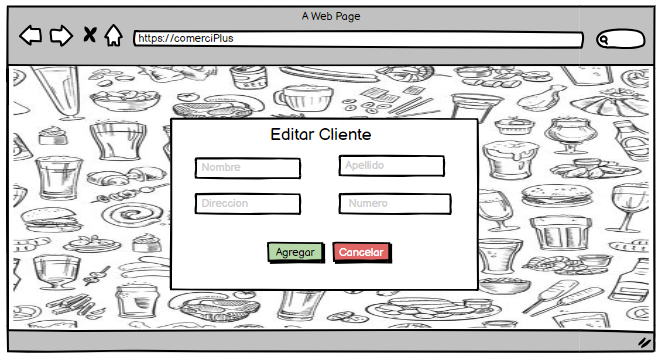 A Web Page
https://comerciPlus
Editar Cliente
Nombre
Apellido
Direccion
Numero
Agregar
Cancelar